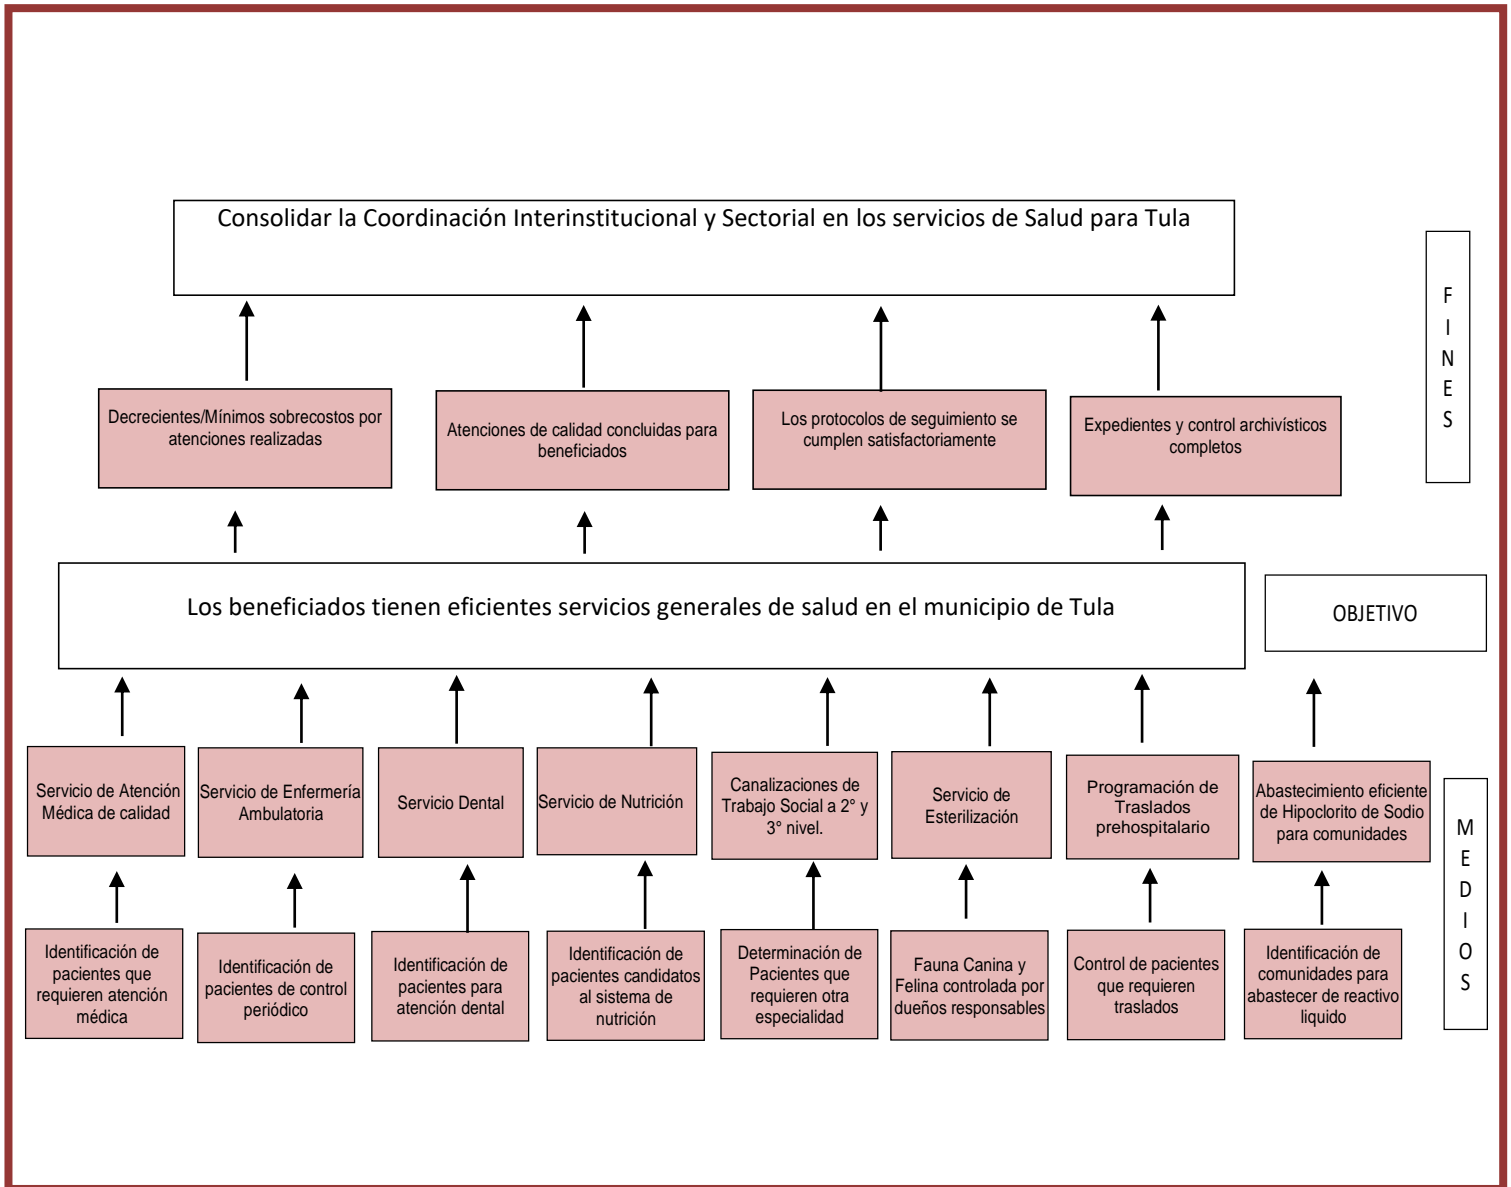 Consolidar la Coordinación Interinstitucional y Sectorial en los servicios de Salud para Tula
F
I
N
E
S
Decrecientes/Mínimos sobrecostos por
atenciones realizadas
Atenciones de calidad concluidas para
beneficiados
Los protocolos de seguimiento se
cumplen satisfactoriamente
Expedientes y control archivísticos
completos
Los beneficiados tienen eficientes servicios generales de salud en el municipio de Tula
OBJETIVO
Servicio de Atención
Médica de calidad
Servicio de Enfermería
Ambulatoria
Servicio Dental
Servicio de Nutrición
Canalizaciones de
Trabajo Social a 2° y
3° nivel.
Servicio de
Esterilización
Programación de
Traslados
prehospitalario
Abastecimiento eficiente
de Hipoclorito de Sodio
para comunidades
M
E
D
I
O
S
Identificación de
pacientes que
requieren atención
médica
Identificación de
pacientes de control
periódico
Identificación de
pacientes para
atención dental
Identificación de
pacientes candidatos
al sistema de
nutrición
Determinación de
Pacientes que
requieren otra
especialidad
Fauna Canina y
Felina controlada por
dueños responsables
Control de pacientes
que requieren
traslados
Identificación de
comunidades para
abastecer de reactivo
liquido